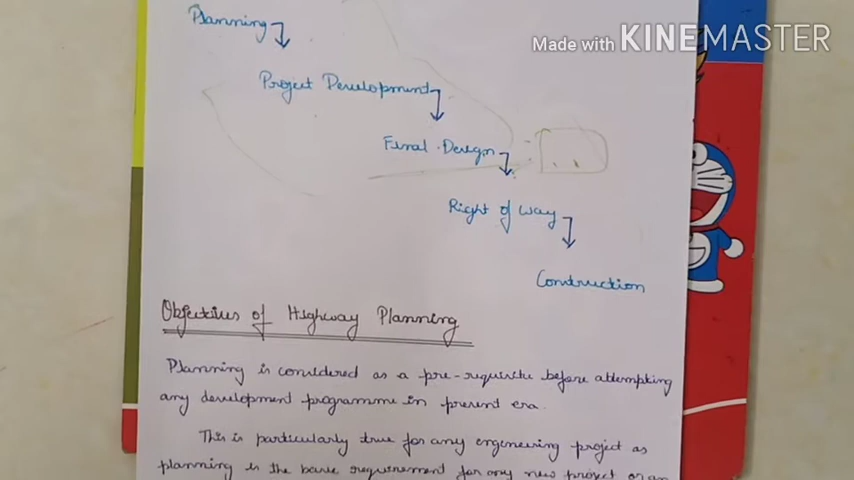 Made with KINEMASTER
Planning
Project Development
Final Design
Right of way
Construction
Objectives of Highway Planning
Planning is considered as a pre-requisite before attempting
any development programme in present era.
This is particularly true for any engineering project as
planning is the basic requirement for any new project or an